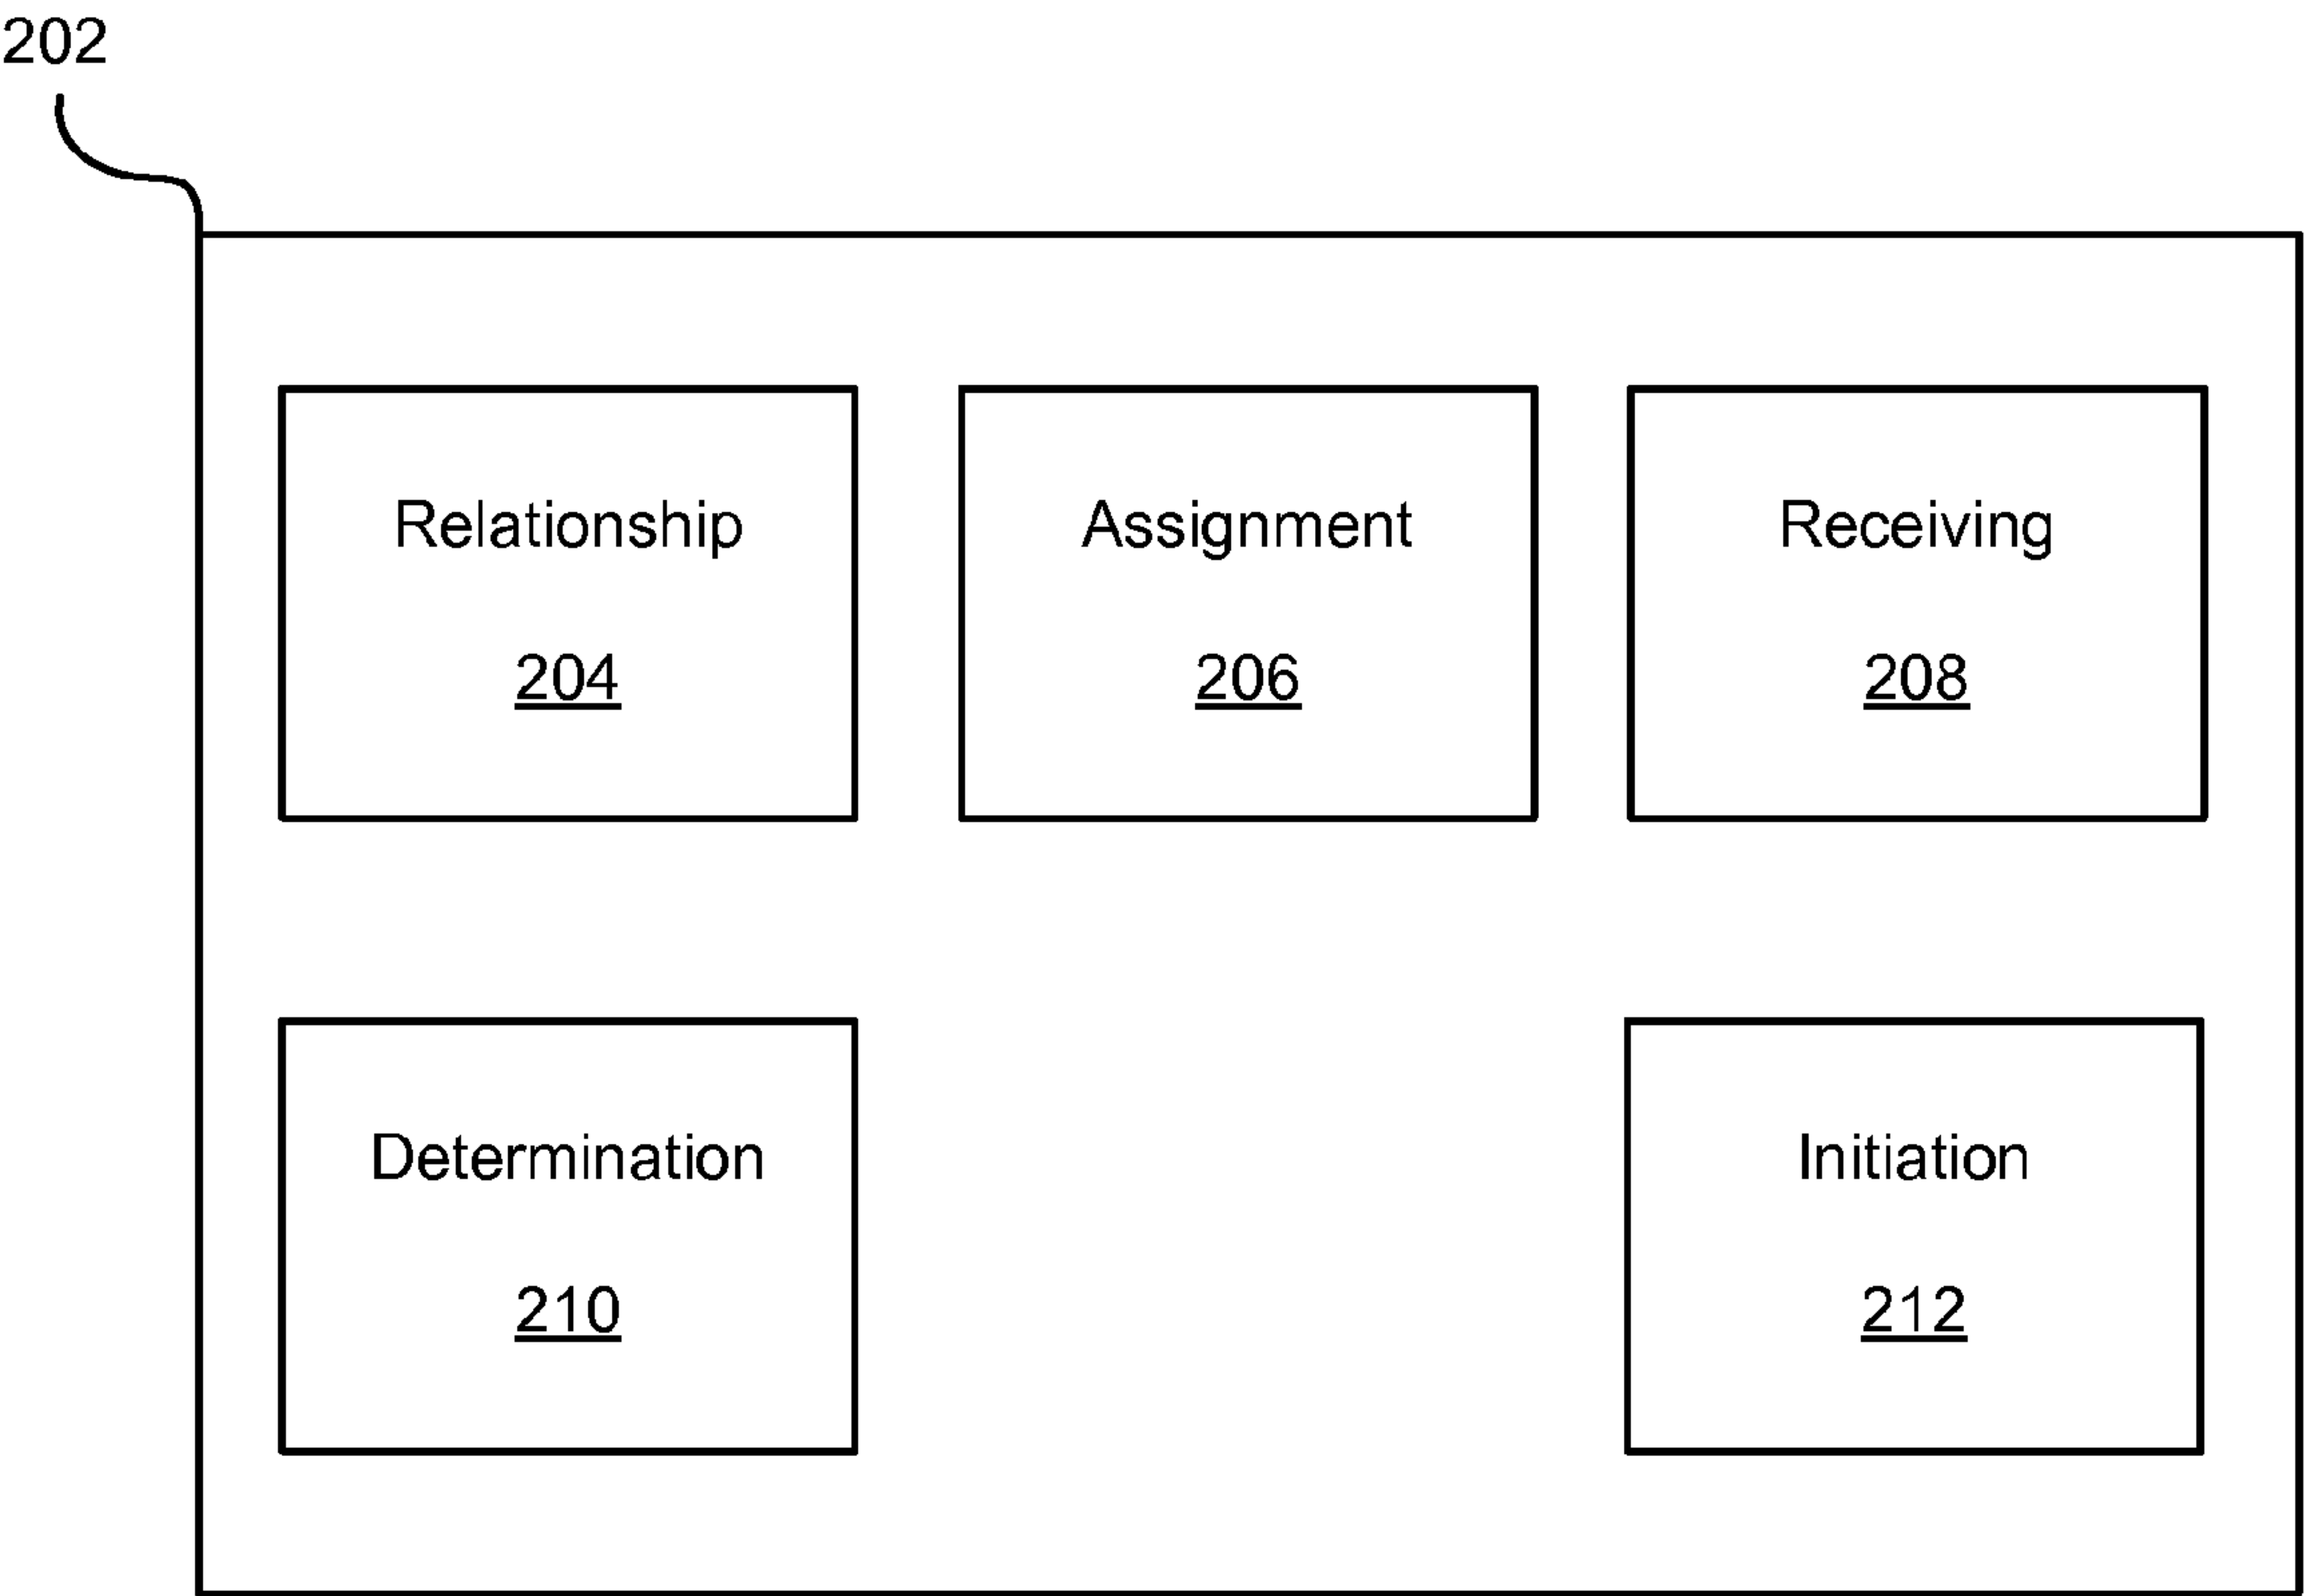 202
Relationship
204
Assignment
206
Receiving
208
Determination
210
Initiation
212